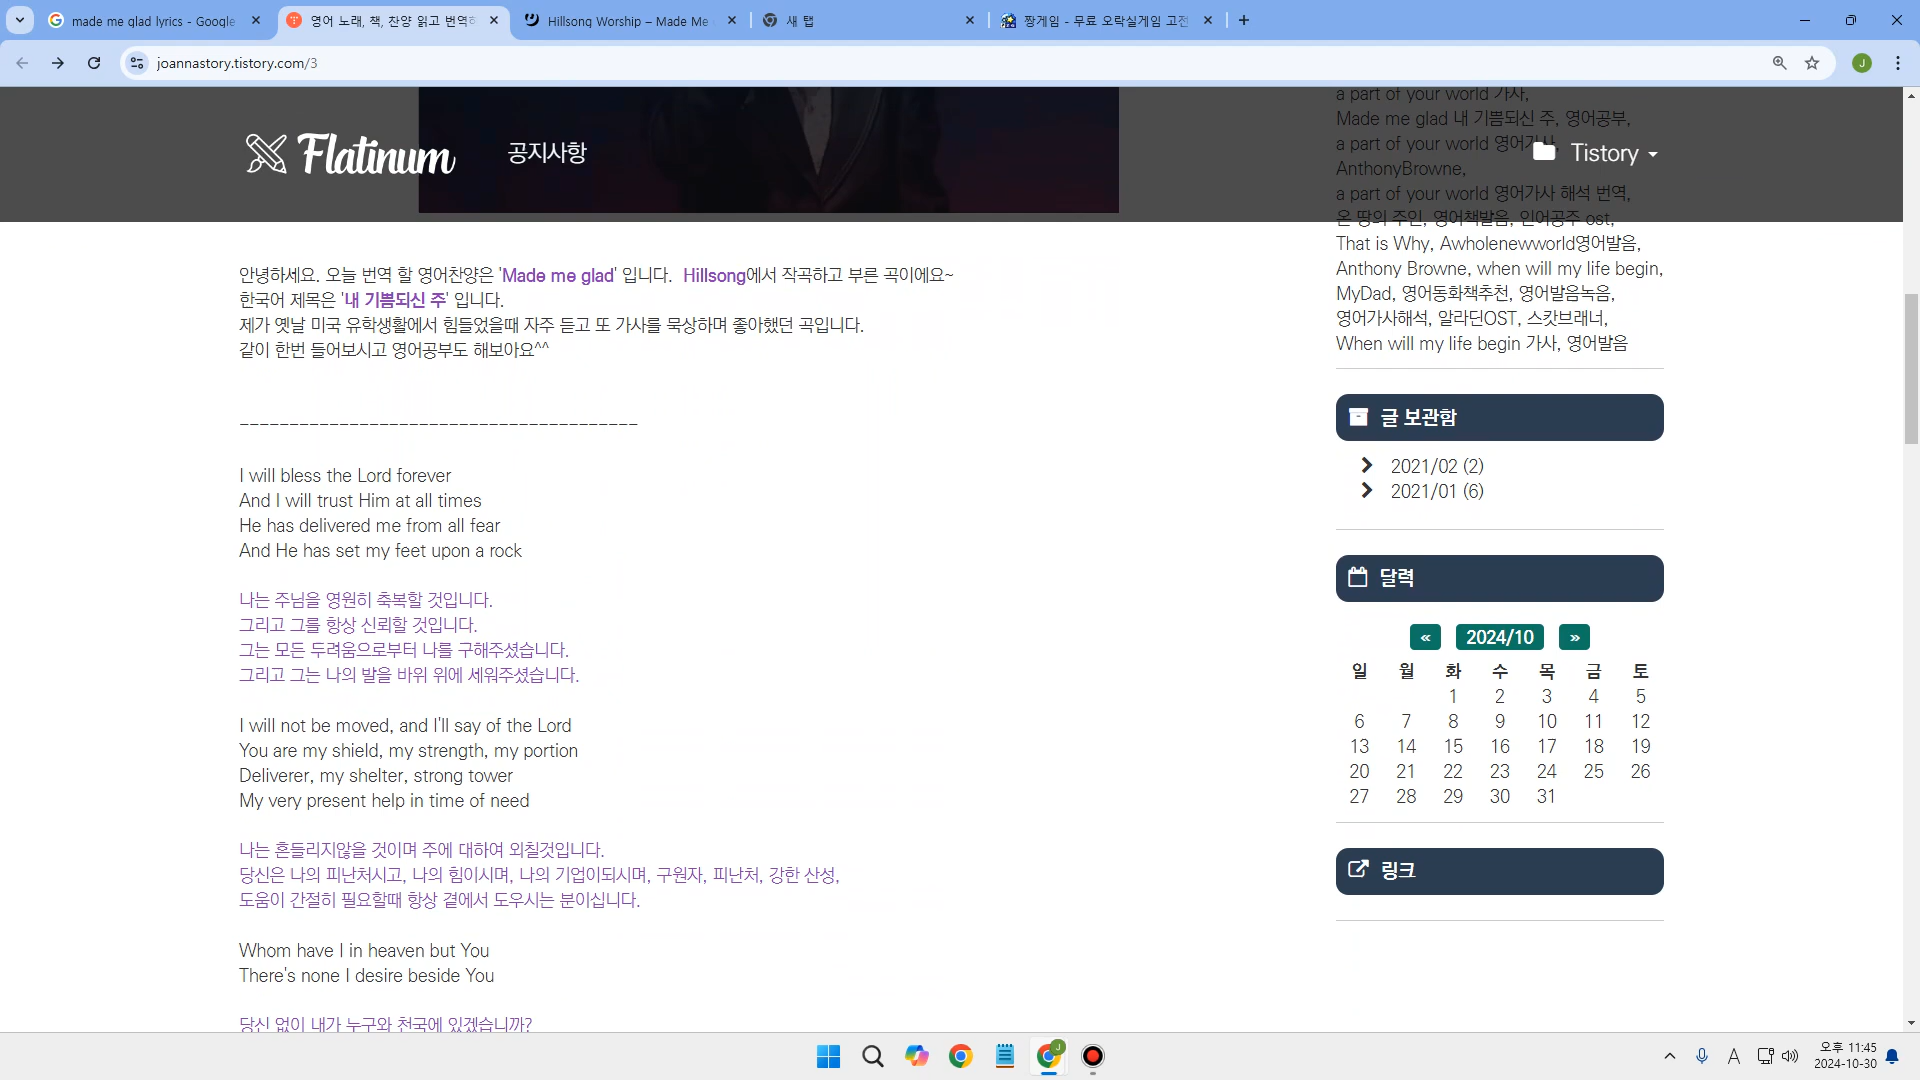 made me glad lyrics - Google
영어 노래, 책, 찬양 읽고 번역하
Hillsong Worship – Made Me
새 탭
짱게임 - 무료 오락실게임 고전
joannastory.tistory.com/3
J
Flatinum
공지사항
Tistory
a part of your world 가사,
Made me glad 내 기쁨되신 주, 영어공부,
a part of your world 영어가사,
AnthonyBrowne,
a part of your world 영어가사 해석 번역,
온 땅의 주인, 영어책발음, 인어공주 ost,
That is Why, Awholenewworld영어발음,
Anthony Browne, when will my life begin,
MyDad, 영어동화책추천, 영어발음녹음,
영어가사해석, 알라딘OST, 스캇브래너,
When will my life begin 가사, 영어발음
안녕하세요. 오늘 번역 할 영어찬양은 'Made me glad' 입니다. Hillsong에서 작곡하고 부른 곡이에요~
한국어 제목은 '내 기쁨되신 주' 입니다.
제가 옛날 미국 유학생활에서 힘들었을때 자주 듣고 또 가사를 묵상하며 좋아했던 곡입니다.
같이 한번 들어보시고 영어공부도 해보아요^^
----------------------------------------
I will bless the Lord forever
And I will trust Him at all times
He has delivered me from all fear
And He has set my feet upon a rock
나는 주님을 영원히 축복할 것입니다.
그리고 그를 항상 신뢰할 것입니다.
그는 모든 두려움으로부터 나를 구해주셨습니다.
그리고 그는 나의 발을 바위 위에 세워주셨습니다.
I will not be moved, and I'll say of the Lord
You are my shield, my strength, my portion
Deliverer, my shelter, strong tower
My very present help in time of need
나는 흔들리지않을 것이며 주에 대하여 외칠것입니다.
당신은 나의 피난처시고, 나의 힘이시며, 나의 기업이되시며, 구원자, 피난처, 강한 산성,
도움이 간절히 필요할때 항상 곁에서 도우시는 분이십니다.
Whom have I in heaven but You
There's none I desire beside You
당신 없이 내가 누구와 천국에 있겠습니까?
글 보관함
2021/02 (2)
2021/01 (6)
달력
« 2024/10 »
일 월 화 수 목 금 토
1 2 3 4 5
6 7 8 9 10 11 12
13 14 15 16 17 18 19
20 21 22 23 24 25 26
27 28 29 30 31
링크
J
A
오후 11:45
2024-10-30